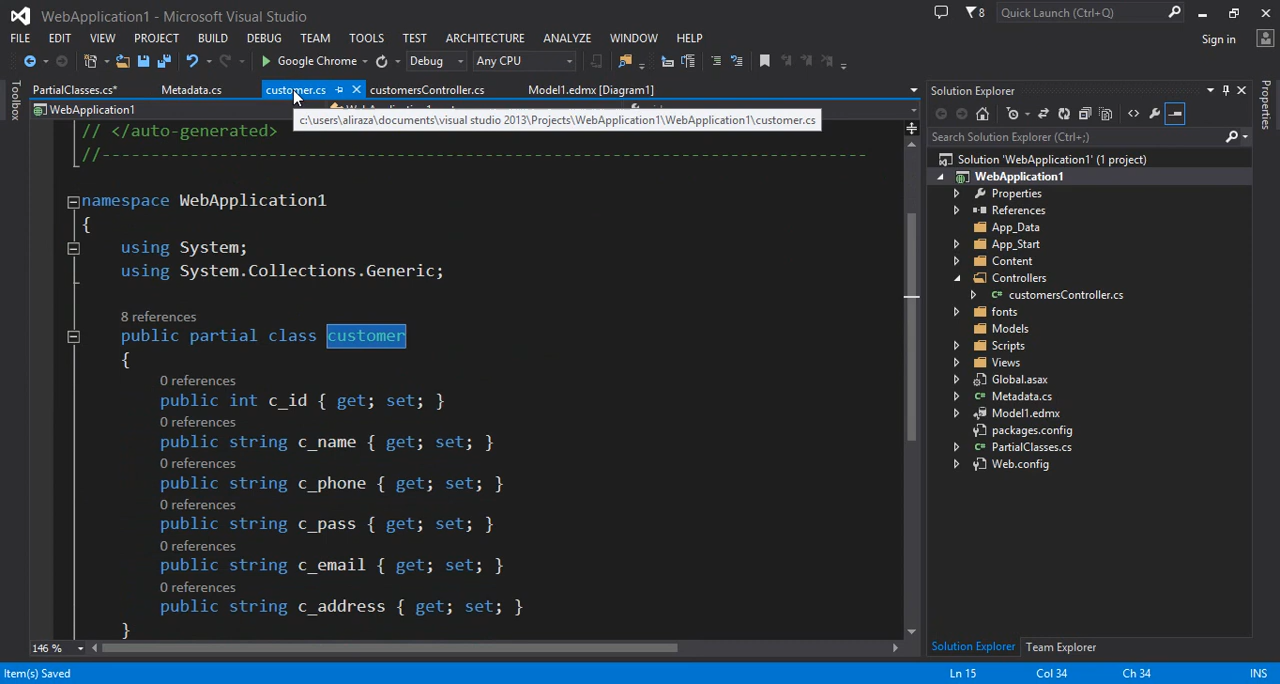 WebApplication1 - Microsoft Visual Studio
8
Quick Launch (Ctrl+Q)
FILE EDIT VIEW PROJECT BUILD DEBUG TEAM TOOLS TEST ARCHITECTURE ANALYZE WINDOW HELP
Sign in
Google Chrome Debug Any CPU
Toolbox
PartialClasses.cs* Metadata.cs customer.cs customersController.cs Model1.edmx [Diagram1]
WebApplication1
c:\users\aliraza\documents\visual studio 2013\Projects\WebApplication1\WebApplication1\customer.cs
// </auto-generated>
//------------------------------------------------------------------------------
namespace WebApplication1
{
using System;
using System.Collections.Generic;
8 references
public partial class customer
{
0 references
public int c_id { get; set; }
0 references
public string c_name { get; set; }
0 references
public string c_phone { get; set; }
0 references
public string c_pass { get; set; }
0 references
public string c_email { get; set; }
0 references
public string c_address { get; set; }
}
146 %
Solution Explorer
Search Solution Explorer (Ctrl+;)
Solution 'WebApplication1' (1 project)
WebApplication1
Properties
References
App_Data
App_Start
Content
Controllers
C# customersController.cs
fonts
Models
Scripts
Views
Global.asax
C# Metadata.cs
Model1.edmx
packages.config
C# PartialClasses.cs
Web.config
Solution Explorer Team Explorer
Properties
Item(s) Saved Ln 15 Col 34 Ch 34 INS